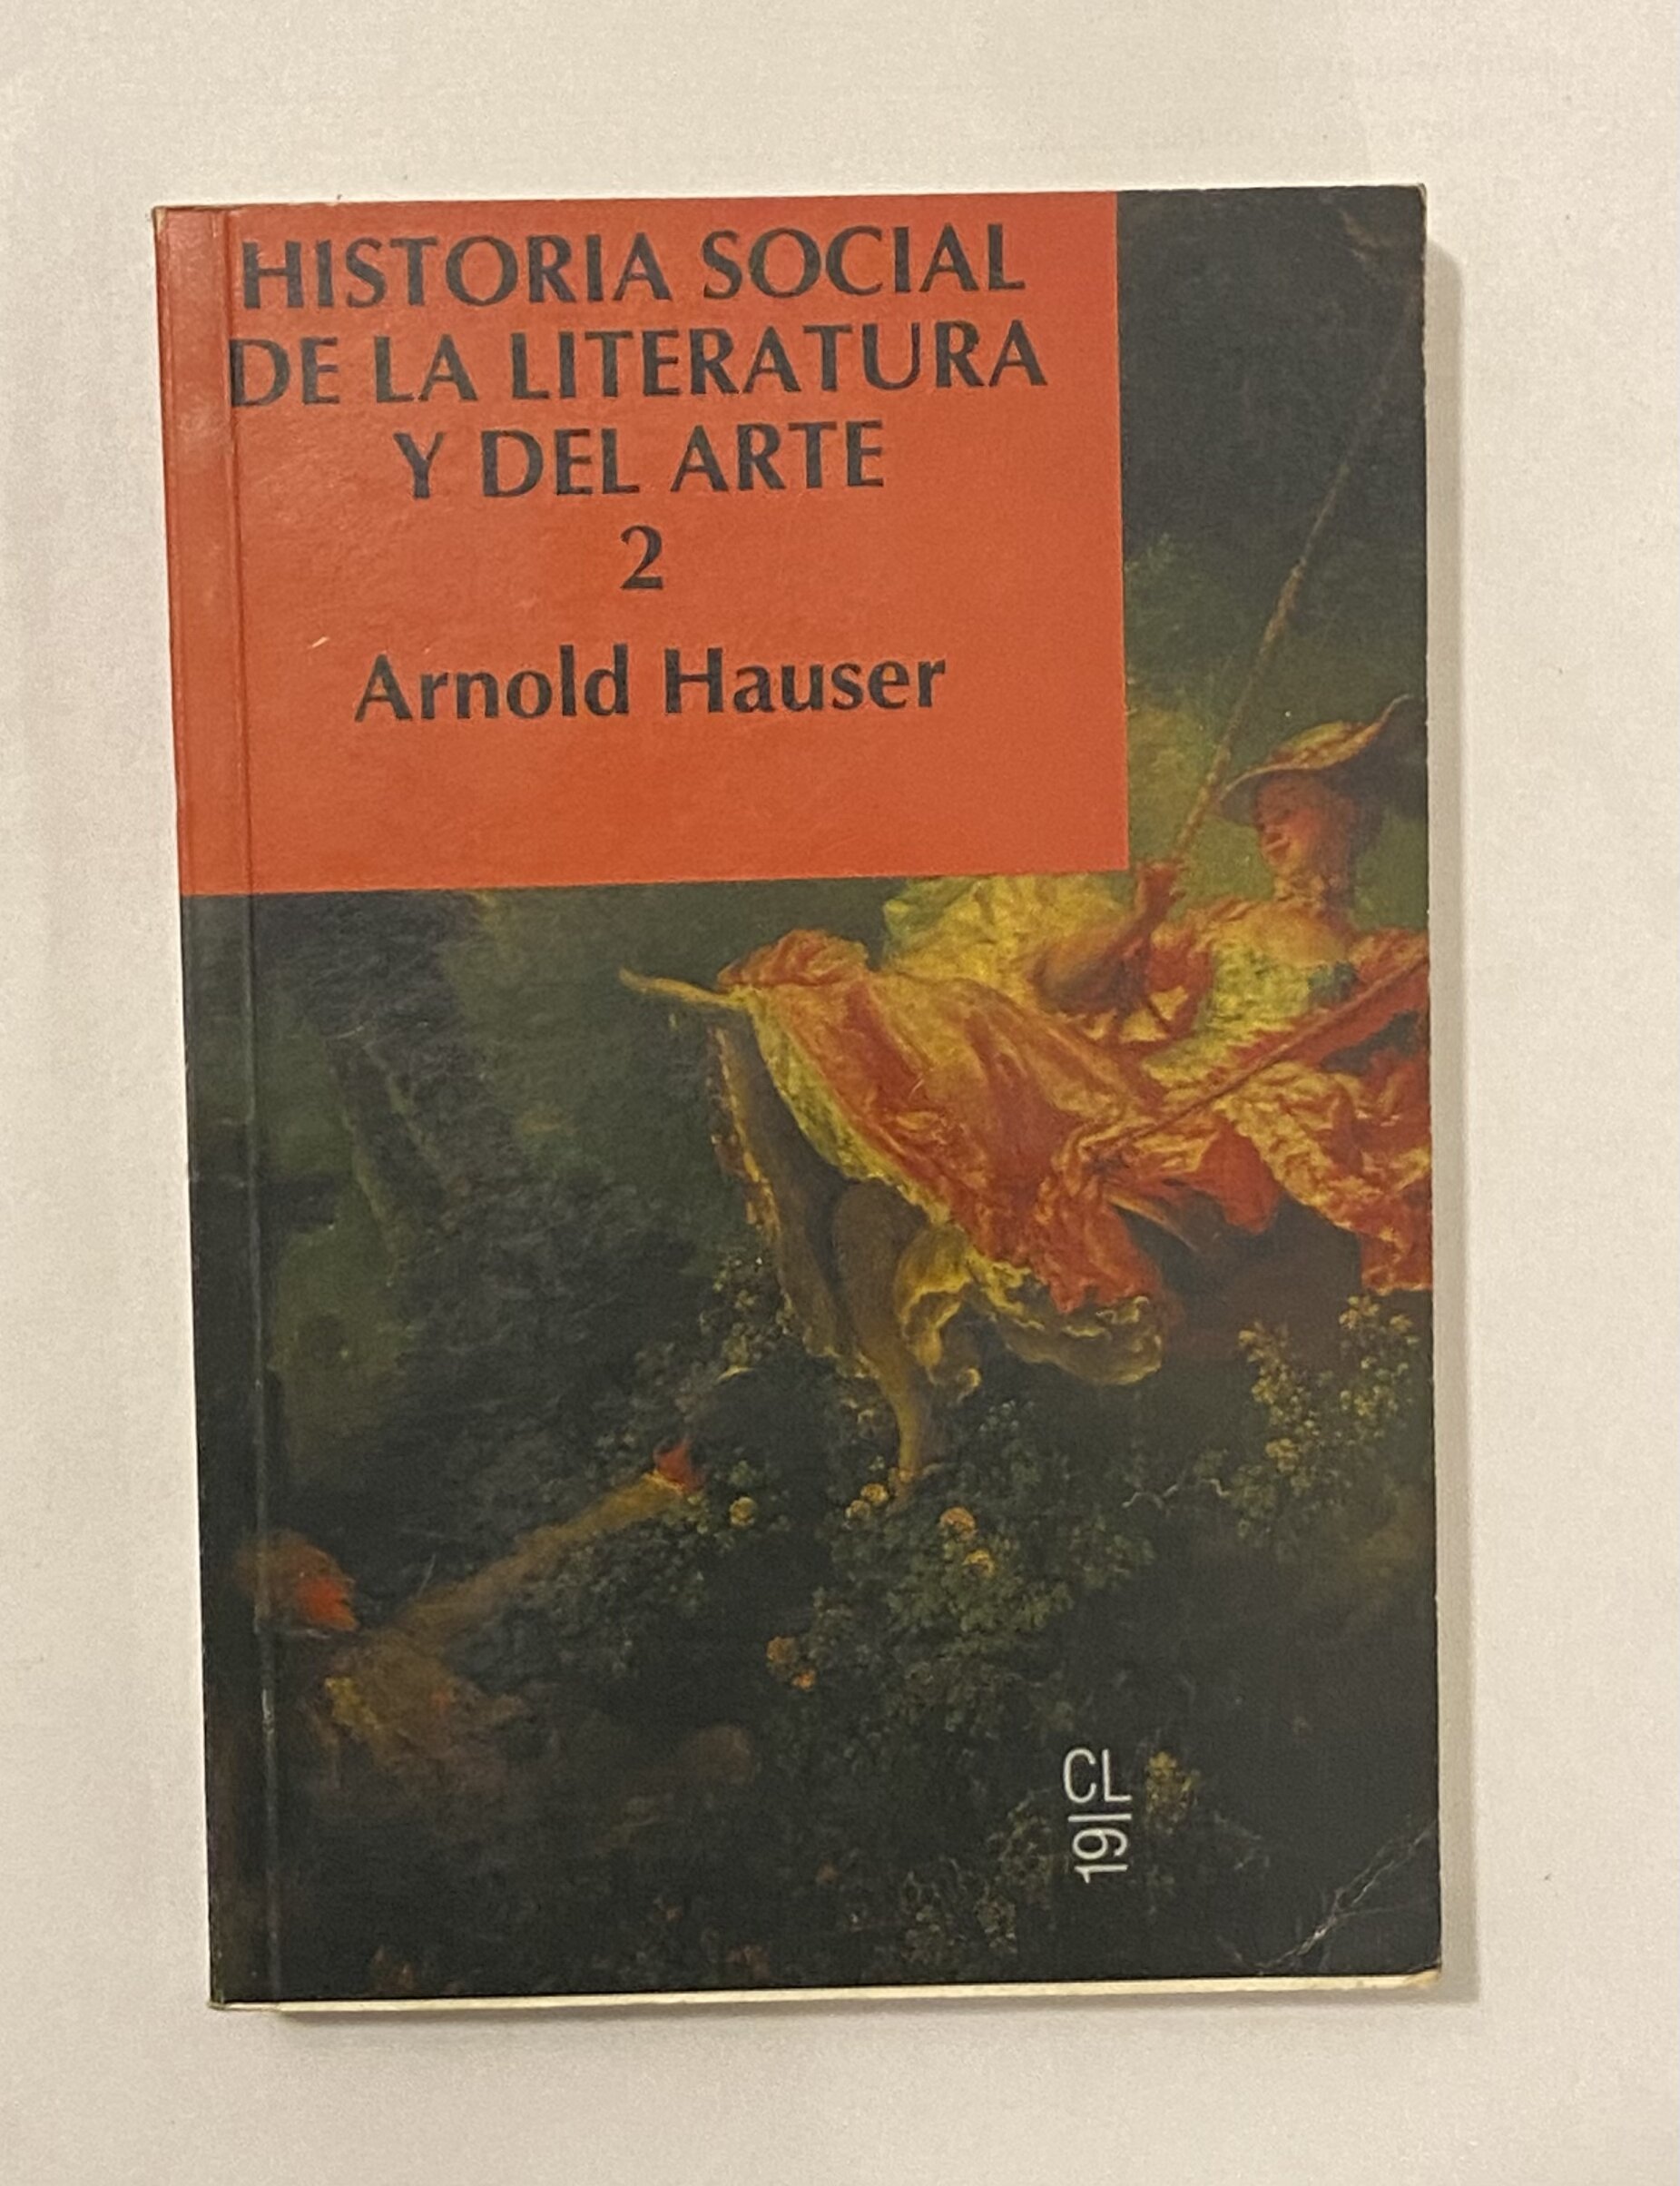 HISTORIA SOCIAL
DE LA LITERATURA
Y DEL ARTE
2
Arnold Hauser
19 CL